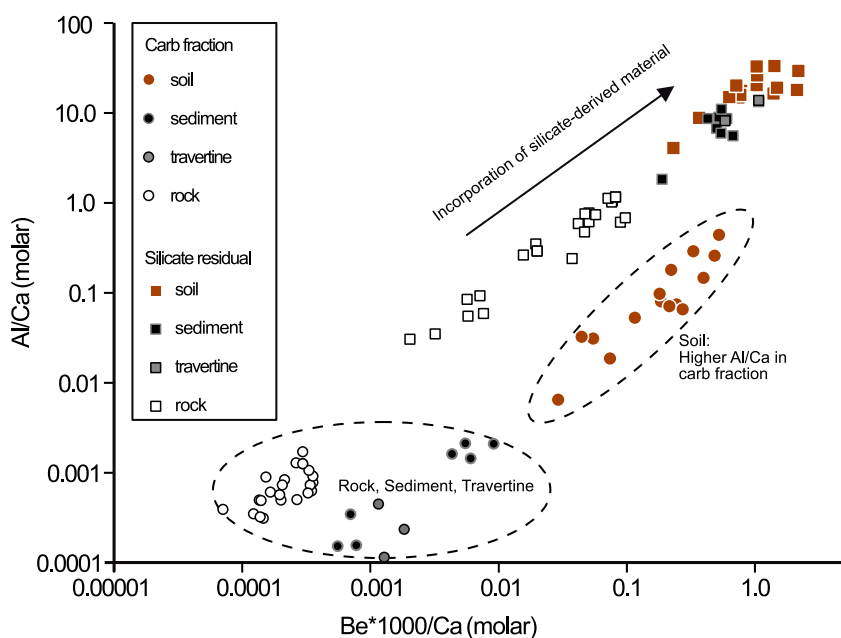 100
10.0
1.0
0.1
0.01
0.001
0.0001
Al/Ca (molar)
Carb fraction
soil
sediment
travertine
rock
Silicate residual
soil
sediment
travertine
rock
Incorporation of silicate-derived material
Soil:
Higher Al/Ca in
carb fraction
Rock, Sediment, Travertine
0.00001
0.0001
0.001
0.01
0.1
1.0
Be*1000/Ca (molar)